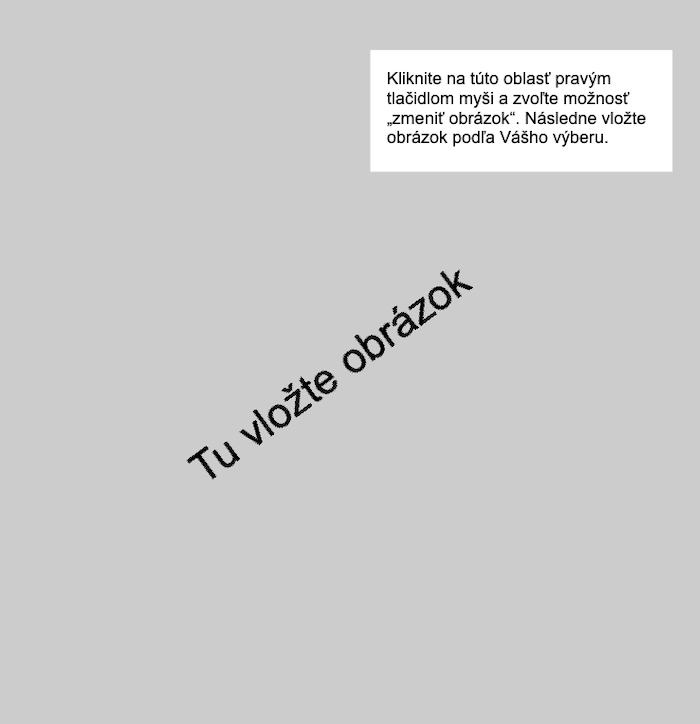 Kliknite na túto oblasť pravým
tlačidlom myši a zvoľte možnosť
„zmeniť obrázok“. Následne vložte
obrázok podľa Vášho výberu.
Tu vložte obrázok